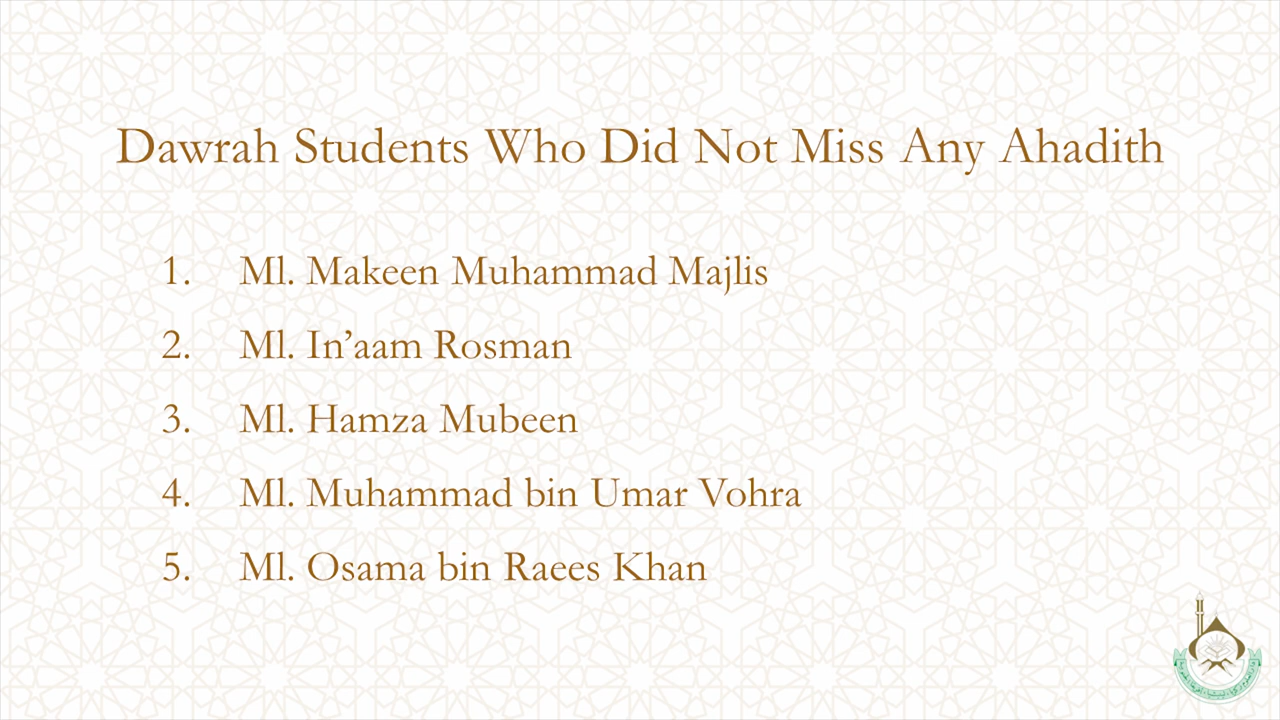 Dawrah Students Who Did Not Miss Any Ahadith
1. Ml. Makeen Muhammad Majlis
2. Ml. In’aam Rosman
3. Ml. Hamza Mubeen
4. Ml. Muhammad bin Umar Vohra
5. Ml. Osama bin Raees Khan